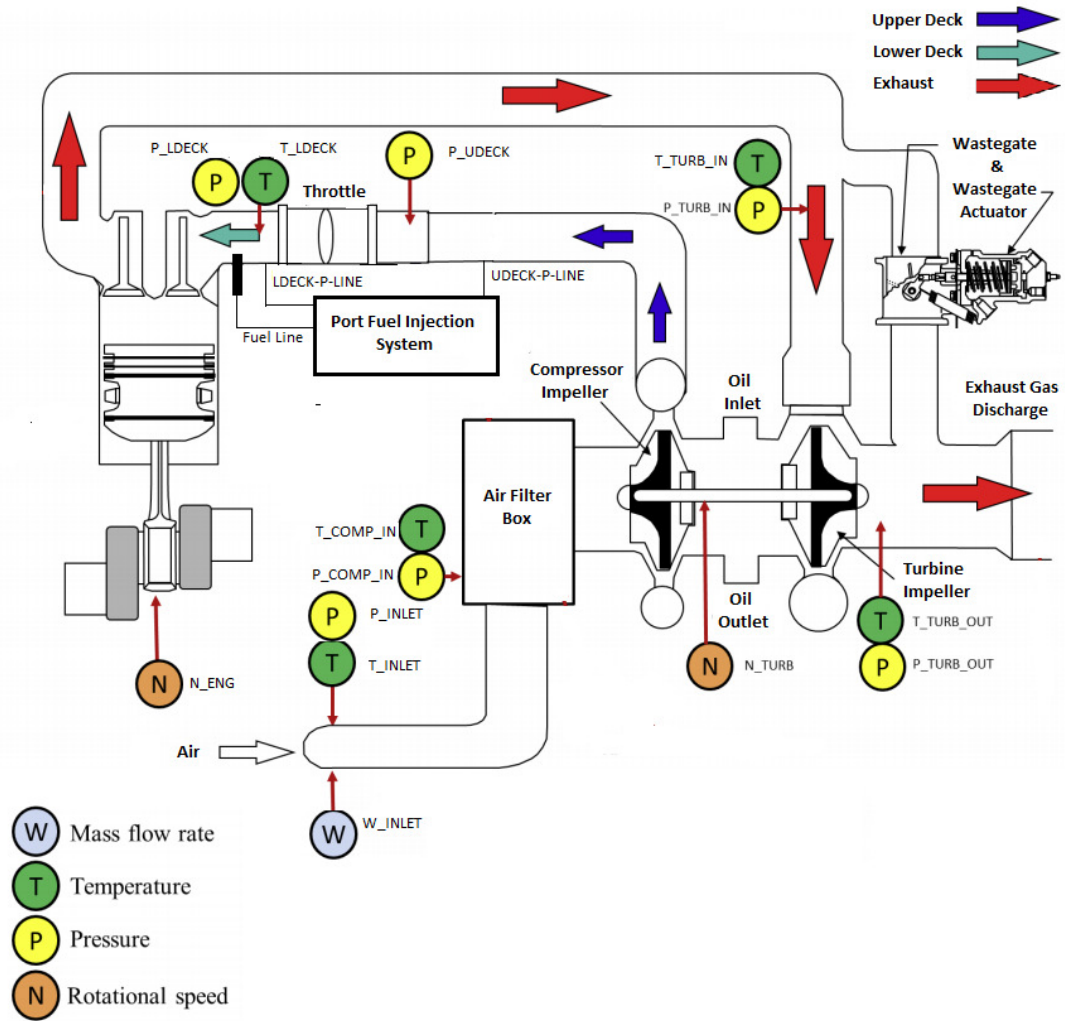 Upper Deck
Lower Deck
Exhaust
Wastegate
&
Wastegate
Actuator
P_LDECK
T_LDECK
P_UDECK
P
T
P
Throttle
T_TURB_IN
T
P_TURB_IN
P
LDECK-P-LINE
UDECK-P-LINE
Fuel Line
Port Fuel Injection
System
Compressor
Impeller
Oil
Inlet
Exhaust Gas
Discharge
Air Filter
Box
T_COMP_IN
T
P_COMP_IN
P
P
P_INLET
T
T_INLET
Oil
Outlet
Turbine
Impeller
T
T_TURB_OUT
P
P_TURB_OUT
N
N_TURB
N
N_ENG
Air
W
W_INLET
W Mass flow rate
T Temperature
P Pressure
N Rotational speed